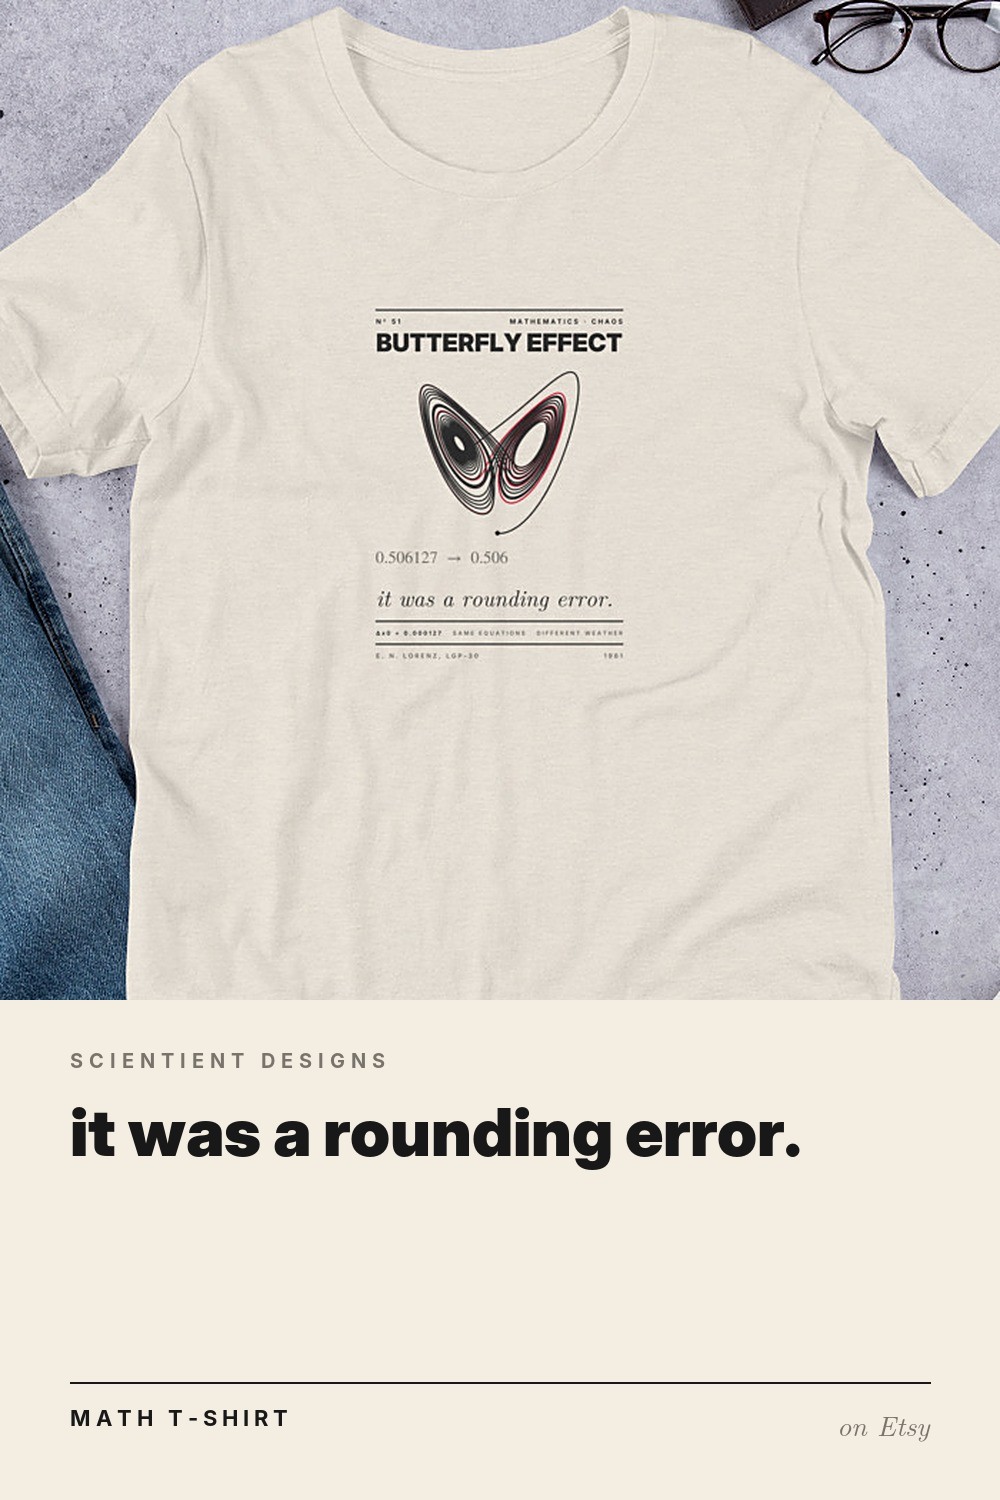 Nº 51 MATHEMATICS · CHAOS
BUTTERFLY EFFECT
0.506127 → 0.506
it was a rounding error.
Δx0 = 0.000127 SAME EQUATIONS DIFFERENT WEATHER
E. N. LORENZ, LGP-30 1961
SCIENTIENT DESIGNS
it was a rounding error.
MATH T-SHIRT on Etsy